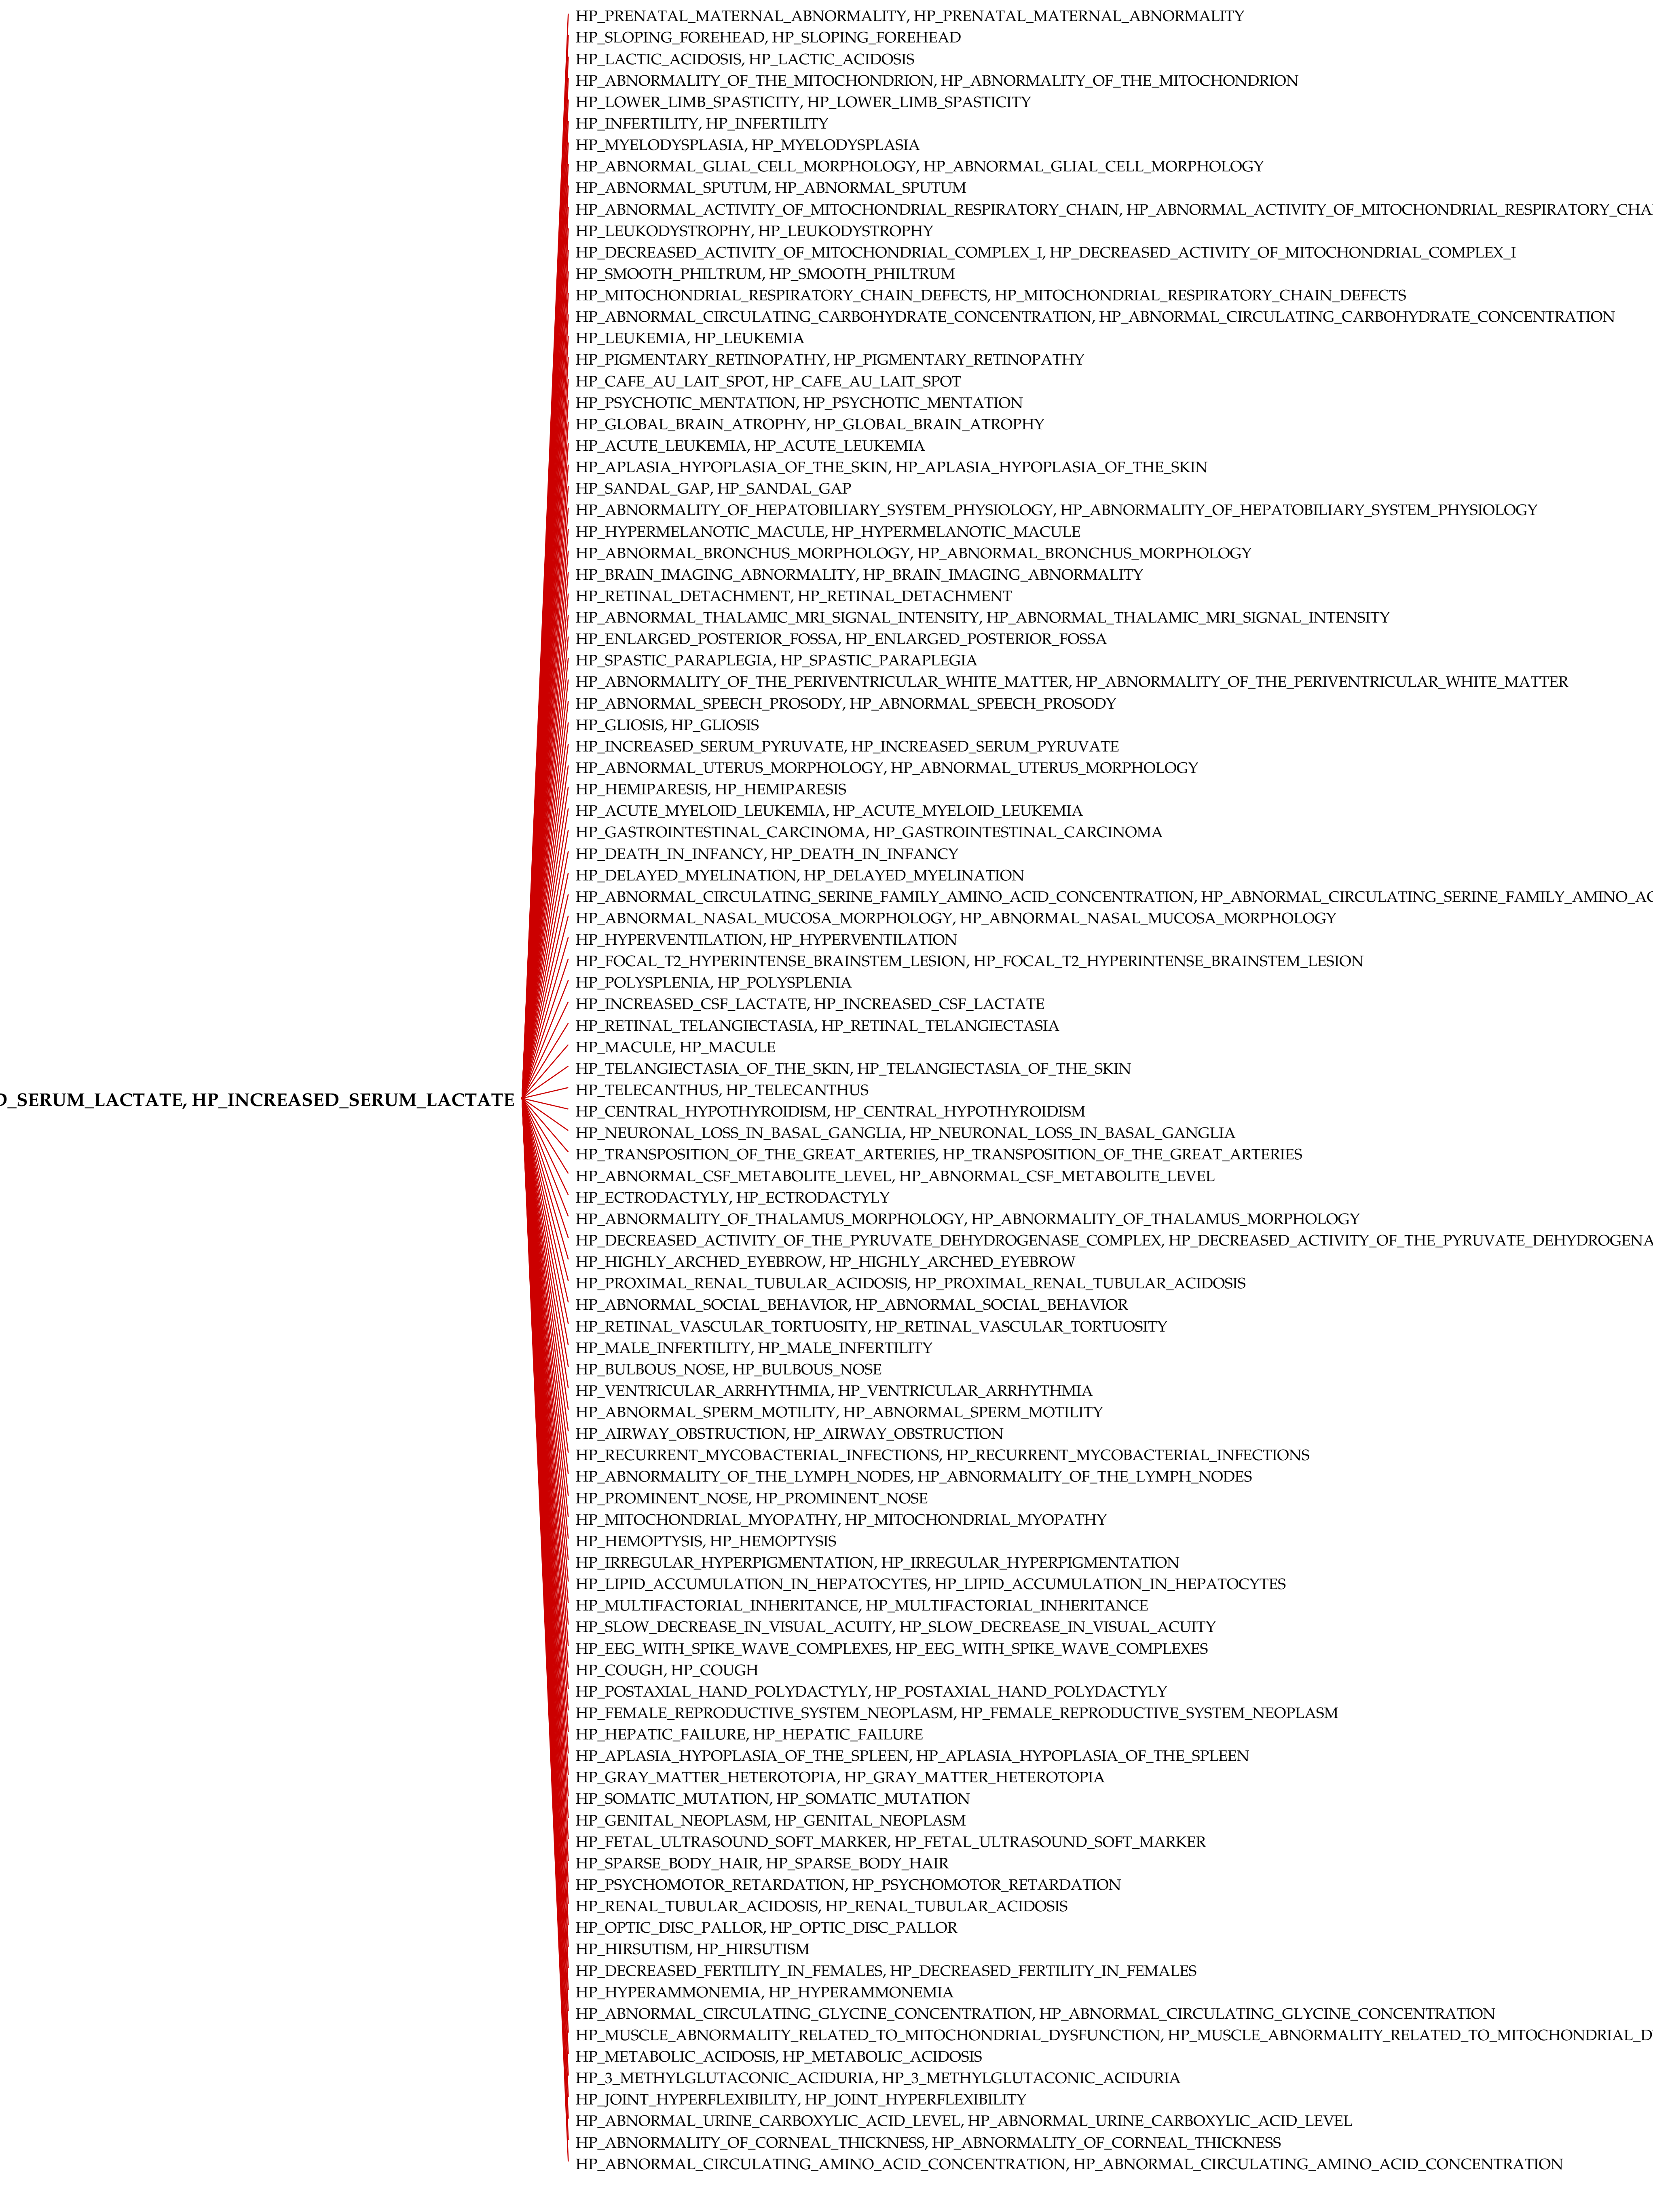 HP_PRENATAL_MATERNAL_ABNORMALITY, HP_PRENATAL_MATERNAL_ABNORMALITY
HP_SLOPING_FOREHEAD, HP_SLOPING_FOREHEAD
HP_LACTIC_ACIDOSIS, HP_LACTIC_ACIDOSIS
HP_ABNORMALITY_OF_THE_MITOCHONDRION, HP_ABNORMALITY_OF_THE_MITOCHONDRION
HP_LOWER_LIMB_SPASTICITY, HP_LOWER_LIMB_SPASTICITY
HP_INFERTILITY, HP_INFERTILITY
HP_MYELODYSPLASIA, HP_MYELODYSPLASIA
HP_ABNORMAL_GLIAL_CELL_MORPHOLOGY, HP_ABNORMAL_GLIAL_CELL_MORPHOLOGY
HP_ABNORMAL_SPUTUM, HP_ABNORMAL_SPUTUM
HP_ABNORMAL_ACTIVITY_OF_MITOCHONDRIAL_RESPIRATORY_CHAIN, HP_ABNORMAL_ACTIVITY_OF_MITOCHONDRIAL_RESPIRATORY_CHA
HP_LEUKODYSTROPHY, HP_LEUKODYSTROPHY
HP_DECREASED_ACTIVITY_OF_MITOCHONDRIAL_COMPLEX_I, HP_DECREASED_ACTIVITY_OF_MITOCHONDRIAL_COMPLEX_I
HP_SMOOTH_PHILTRUM, HP_SMOOTH_PHILTRUM
HP_MITOCHONDRIAL_RESPIRATORY_CHAIN_DEFECTS, HP_MITOCHONDRIAL_RESPIRATORY_CHAIN_DEFECTS
HP_ABNORMAL_CIRCULATING_CARBOHYDRATE_CONCENTRATION, HP_ABNORMAL_CIRCULATING_CARBOHYDRATE_CONCENTRATION
HP_LEUKEMIA, HP_LEUKEMIA
HP_PIGMENTARY_RETINOPATHY, HP_PIGMENTARY_RETINOPATHY
HP_CAFE_AU_LAIT_SPOT, HP_CAFE_AU_LAIT_SPOT
HP_PSYCHOTIC_MENTATION, HP_PSYCHOTIC_MENTATION
HP_GLOBAL_BRAIN_ATROPHY, HP_GLOBAL_BRAIN_ATROPHY
HP_ACUTE_LEUKEMIA, HP_ACUTE_LEUKEMIA
HP_APLASIA_HYPOPLASIA_OF_THE_SKIN, HP_APLASIA_HYPOPLASIA_OF_THE_SKIN
HP_SANDAL_GAP, HP_SANDAL_GAP
HP_ABNORMALITY_OF_HEPATOBILIARY_SYSTEM_PHYSIOLOGY, HP_ABNORMALITY_OF_HEPATOBILIARY_SYSTEM_PHYSIOLOGY
HP_HYPERMELANOTIC_MACULE, HP_HYPERMELANOTIC_MACULE
HP_ABNORMAL_BRONCHUS_MORPHOLOGY, HP_ABNORMAL_BRONCHUS_MORPHOLOGY
HP_BRAIN_IMAGING_ABNORMALITY, HP_BRAIN_IMAGING_ABNORMALITY
HP_RETINAL_DETACHMENT, HP_RETINAL_DETACHMENT
HP_ABNORMAL_THALAMIC_MRI_SIGNAL_INTENSITY, HP_ABNORMAL_THALAMIC_MRI_SIGNAL_INTENSITY
HP_ENLARGED_POSTERIOR_FOSSA, HP_ENLARGED_POSTERIOR_FOSSA
HP_SPASTIC_PARAPLEGIA, HP_SPASTIC_PARAPLEGIA
HP_ABNORMALITY_OF_THE_PERIVENTRICULAR_WHITE_MATTER, HP_ABNORMALITY_OF_THE_PERIVENTRICULAR_WHITE_MATTER
HP_ABNORMAL_SPEECH_PROSODY, HP_ABNORMAL_SPEECH_PROSODY
HP_GLIOSIS, HP_GLIOSIS
HP_INCREASED_SERUM_PYRUVATE, HP_INCREASED_SERUM_PYRUVATE
HP_ABNORMAL_UTERUS_MORPHOLOGY, HP_ABNORMAL_UTERUS_MORPHOLOGY
HP_HEMIPARESIS, HP_HEMIPARESIS
HP_ACUTE_MYELOID_LEUKEMIA, HP_ACUTE_MYELOID_LEUKEMIA
HP_GASTROINTESTINAL_CARCINOMA, HP_GASTROINTESTINAL_CARCINOMA
HP_DEATH_IN_INFANCY, HP_DEATH_IN_INFANCY
HP_DELAYED_MYELINATION, HP_DELAYED_MYELINATION
HP_ABNORMAL_CIRCULATING_SERINE_FAMILY_AMINO_ACID_CONCENTRATION, HP_ABNORMAL_CIRCULATING_SERINE_FAMILY_AMINO_AC
HP_ABNORMAL_NASAL_MUCOSA_MORPHOLOGY, HP_ABNORMAL_NASAL_MUCOSA_MORPHOLOGY
HP_HYPERVENTILATION, HP_HYPERVENTILATION
HP_FOCAL_T2_HYPERINTENSE_BRAINSTEM_LESION, HP_FOCAL_T2_HYPERINTENSE_BRAINSTEM_LESION
HP_POLYSPLENIA, HP_POLYSPLENIA
HP_INCREASED_CSF_LACTATE, HP_INCREASED_CSF_LACTATE
HP_RETINAL_TELANGIECTASIA, HP_RETINAL_TELANGIECTASIA
HP_MACULE, HP_MACULE
HP_TELANGIECTASIA_OF_THE_SKIN, HP_TELANGIECTASIA_OF_THE_SKIN
HP_TELECANTHUS, HP_TELECANTHUS
D_SERUM_LACTATE, HP_INCREASED_SERUM_LACTATE
HP_CENTRAL_HYPOTHYROIDISM, HP_CENTRAL_HYPOTHYROIDISM
HP_NEURONAL_LOSS_IN_BASAL_GANGLIA, HP_NEURONAL_LOSS_IN_BASAL_GANGLIA
HP_TRANSPOSITION_OF_THE_GREAT_ARTERIES, HP_TRANSPOSITION_OF_THE_GREAT_ARTERIES
HP_ABNORMAL_CSF_METABOLITE_LEVEL, HP_ABNORMAL_CSF_METABOLITE_LEVEL
HP_ECTRODACTYLY, HP_ECTRODACTYLY
HP_ABNORMALITY_OF_THALAMUS_MORPHOLOGY, HP_ABNORMALITY_OF_THALAMUS_MORPHOLOGY
HP_DECREASED_ACTIVITY_OF_THE_PYRUVATE_DEHYDROGENASE_COMPLEX, HP_DECREASED_ACTIVITY_OF_THE_PYRUVATE_DEHYDROGENA
HP_HIGHLY_ARCHED_EYEBROW, HP_HIGHLY_ARCHED_EYEBROW
HP_PROXIMAL_RENAL_TUBULAR_ACIDOSIS, HP_PROXIMAL_RENAL_TUBULAR_ACIDOSIS
HP_ABNORMAL_SOCIAL_BEHAVIOR, HP_ABNORMAL_SOCIAL_BEHAVIOR
HP_RETINAL_VASCULAR_TORTUOSITY, HP_RETINAL_VASCULAR_TORTUOSITY
HP_MALE_INFERTILITY, HP_MALE_INFERTILITY
HP_BULBOUS_NOSE, HP_BULBOUS_NOSE
HP_VENTRICULAR_ARRHYTHMIA, HP_VENTRICULAR_ARRHYTHMIA
HP_ABNORMAL_SPERM_MOTILITY, HP_ABNORMAL_SPERM_MOTILITY
HP_AIRWAY_OBSTRUCTION, HP_AIRWAY_OBSTRUCTION
HP_RECURRENT_MYCOBACTERIAL_INFECTIONS, HP_RECURRENT_MYCOBACTERIAL_INFECTIONS
HP_ABNORMALITY_OF_THE_LYMPH_NODES, HP_ABNORMALITY_OF_THE_LYMPH_NODES
HP_PROMINENT_NOSE, HP_PROMINENT_NOSE
HP_MITOCHONDRIAL_MYOPATHY, HP_MITOCHONDRIAL_MYOPATHY
HP_HEMOPTYSIS, HP_HEMOPTYSIS
HP_IRREGULAR_HYPERPIGMENTATION, HP_IRREGULAR_HYPERPIGMENTATION
HP_LIPID_ACCUMULATION_IN_HEPATOCYTES, HP_LIPID_ACCUMULATION_IN_HEPATOCYTES
HP_MULTIFACTORIAL_INHERITANCE, HP_MULTIFACTORIAL_INHERITANCE
HP_SLOW_DECREASE_IN_VISUAL_ACUITY, HP_SLOW_DECREASE_IN_VISUAL_ACUITY
HP_EEG_WITH_SPIKE_WAVE_COMPLEXES, HP_EEG_WITH_SPIKE_WAVE_COMPLEXES
HP_COUGH, HP_COUGH
HP_POSTAXIAL_HAND_POLYDACTYLY, HP_POSTAXIAL_HAND_POLYDACTYLY
HP_FEMALE_REPRODUCTIVE_SYSTEM_NEOPLASM, HP_FEMALE_REPRODUCTIVE_SYSTEM_NEOPLASM
HP_HEPATIC_FAILURE, HP_HEPATIC_FAILURE
HP_APLASIA_HYPOPLASIA_OF_THE_SPLEEN, HP_APLASIA_HYPOPLASIA_OF_THE_SPLEEN
HP_GRAY_MATTER_HETEROTOPIA, HP_GRAY_MATTER_HETEROTOPIA
HP_SOMATIC_MUTATION, HP_SOMATIC_MUTATION
HP_GENITAL_NEOPLASM, HP_GENITAL_NEOPLASM
HP_FETAL_ULTRASOUND_SOFT_MARKER, HP_FETAL_ULTRASOUND_SOFT_MARKER
HP_SPARSE_BODY_HAIR, HP_SPARSE_BODY_HAIR
HP_PSYCHOMOTOR_RETARDATION, HP_PSYCHOMOTOR_RETARDATION
HP_RENAL_TUBULAR_ACIDOSIS, HP_RENAL_TUBULAR_ACIDOSIS
HP_OPTIC_DISC_PALLOR, HP_OPTIC_DISC_PALLOR
HP_HIRSUTISM, HP_HIRSUTISM
HP_DECREASED_FERTILITY_IN_FEMALES, HP_DECREASED_FERTILITY_IN_FEMALES
HP_HYPERAMMONEMIA, HP_HYPERAMMONEMIA
HP_ABNORMAL_CIRCULATING_GLYCINE_CONCENTRATION, HP_ABNORMAL_CIRCULATING_GLYCINE_CONCENTRATION
HP_MUSCLE_ABNORMALITY_RELATED_TO_MITOCHONDRIAL_DYSFUNCTION, HP_MUSCLE_ABNORMALITY_RELATED_TO_MITOCHONDRIAL_D
HP_METABOLIC_ACIDOSIS, HP_METABOLIC_ACIDOSIS
HP_3_METHYLGLUTACONIC_ACIDURIA, HP_3_METHYLGLUTACONIC_ACIDURIA
HP_JOINT_HYPERFLEXIBILITY, HP_JOINT_HYPERFLEXIBILITY
HP_ABNORMAL_URINE_CARBOXYLIC_ACID_LEVEL, HP_ABNORMAL_URINE_CARBOXYLIC_ACID_LEVEL
HP_ABNORMALITY_OF_CORNEAL_THICKNESS, HP_ABNORMALITY_OF_CORNEAL_THICKNESS
HP_ABNORMAL_CIRCULATING_AMINO_ACID_CONCENTRATION, HP_ABNORMAL_CIRCULATING_AMINO_ACID_CONCENTRATION